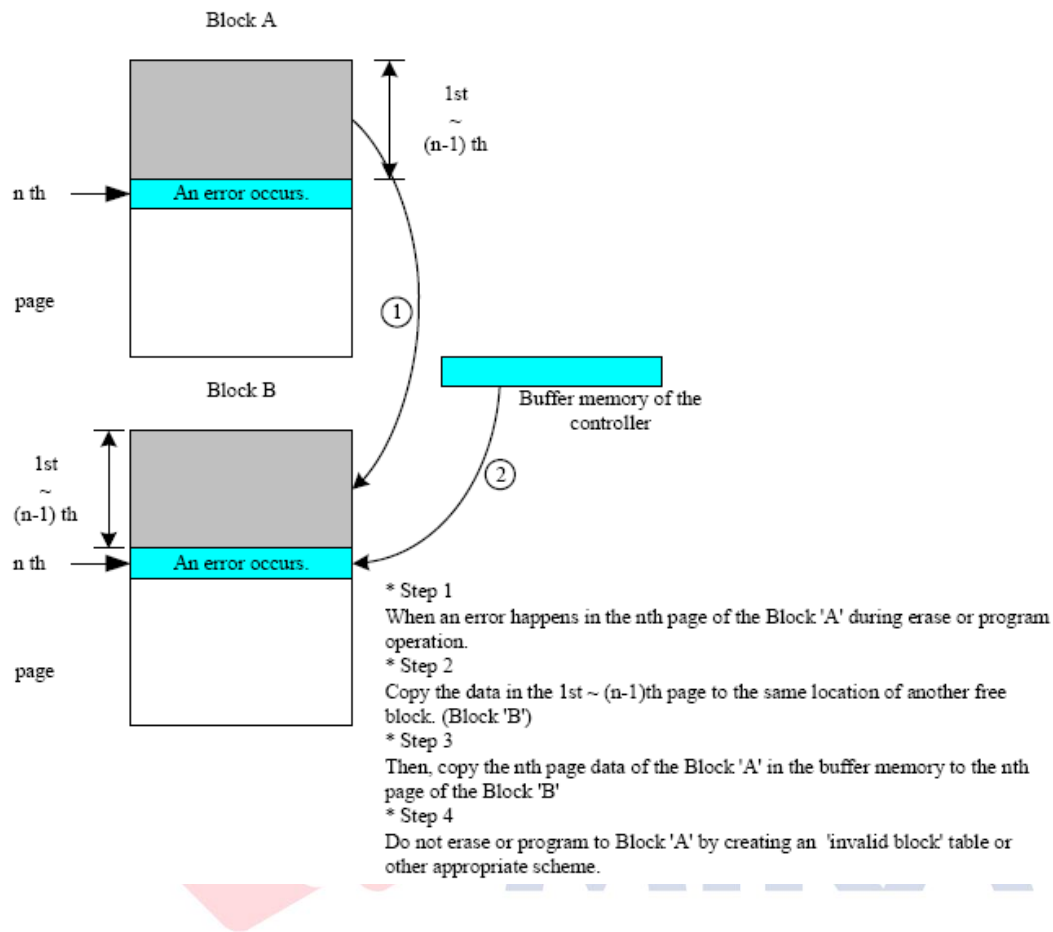 Block A
1st
~
(n-1) th
n th
An error occurs.
page
1
Block B
Buffer memory of the
controller
1st
~
(n-1) th
2
n th
An error occurs.
page
* Step 1
When an error happens in the nth page of the Block 'A' during erase or program
operation.
* Step 2
Copy the data in the 1st ~ (n-1)th page to the same location of another free
block. (Block 'B')
* Step 3
Then, copy the nth page data of the Block 'A' in the buffer memory to the nth
page of the Block 'B'
* Step 4
Do not erase or program to Block 'A' by creating an 'invalid block' table or
other appropriate scheme.